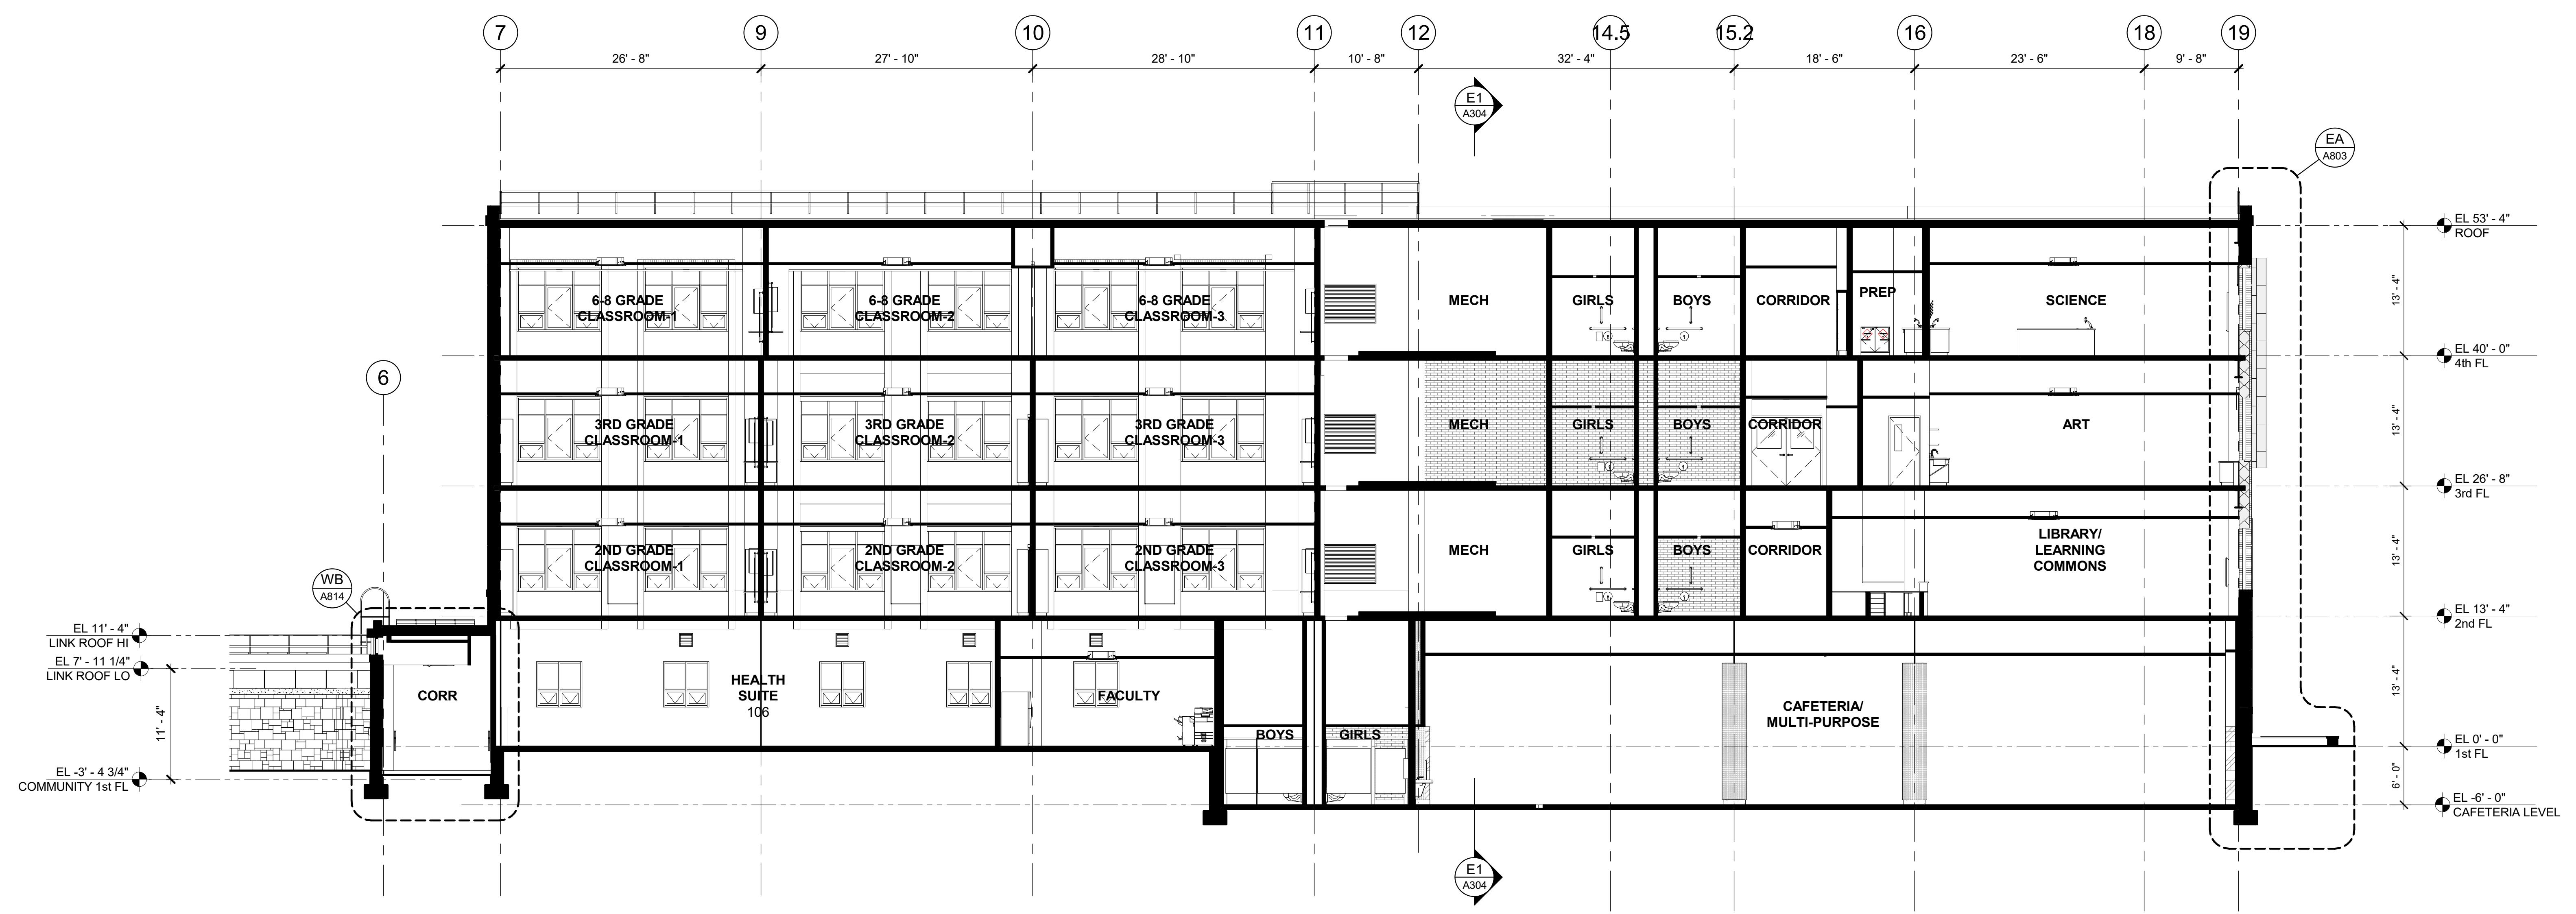 7 9 10 11 12 14.5 15.2 16 18 19
26' - 8" 27' - 10" 28' - 10" 10' - 8" 32' - 4" 18' - 6" 23' - 6" 9' - 8"
E1
A304
EA
A803
EL 53' - 4"
ROOF
6-8 GRADE
CLASSROOM-1
6-8 GRADE
CLASSROOM-2
6-8 GRADE
CLASSROOM-3
MECH
GIRLS
BOYS
CORRIDOR
PREP
SCIENCE
13' - 4"
EL 40' - 0"
4th FL
6
3RD GRADE
CLASSROOM-1
3RD GRADE
CLASSROOM-2
3RD GRADE
CLASSROOM-3
MECH
GIRLS
BOYS
CORRIDOR
ART
13' - 4"
EL 26' - 8"
3rd FL
2ND GRADE
CLASSROOM-1
2ND GRADE
CLASSROOM-2
2ND GRADE
CLASSROOM-3
MECH
GIRLS
BOYS
CORRIDOR
LIBRARY/
LEARNING
COMMONS
13' - 4"
WB
A814
EL 13' - 4"
2nd FL
EL 11' - 4"
LINK ROOF HI
EL 7' - 11 1/4"
LINK ROOF LO
11' - 4"
EL -3' - 4 3/4"
COMMUNITY 1st FL
CORR
HEALTH
SUITE
106
FACULTY
BOYS
GIRLS
CAFETERIA/
MULTI-PURPOSE
13' - 4"
EL 0' - 0"
1st FL
6' - 0"
EL -6' - 0"
CAFETERIA LEVEL
E1
A304